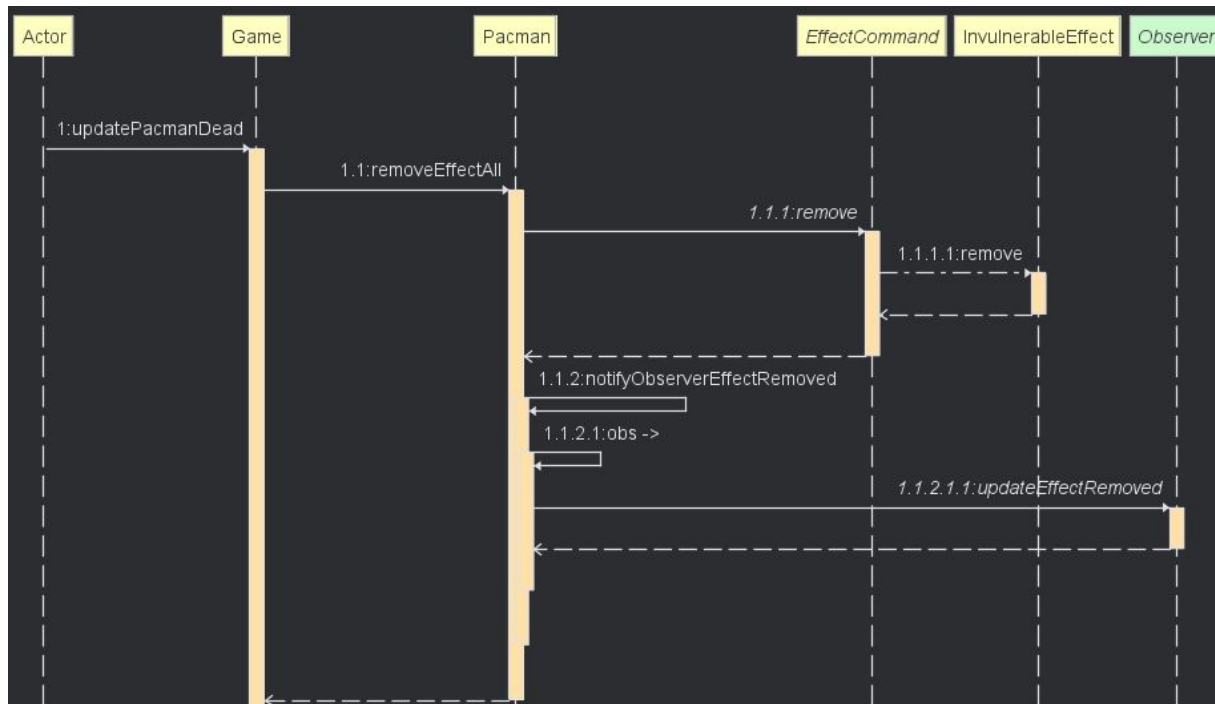 Actor
Game
Pacman
EffectCommand
InvulnerableEffect
Observer
1:updatePacmanDead
1.1:removeEffectAll
1.1.1:remove
1.1.1.1:remove
1.1.2:notifyObserverEffectRemoved
1.1.2.1:obs ->
1.1.2.1.1:updateEffectRemoved